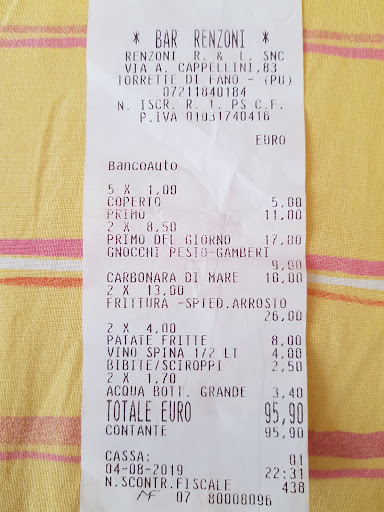 * BAR RENZONI *
RENZONI R. & L. SNC
VIA A. CAPPELLINI,83
TORRETTE DI FANO - (PU)
07211840184
N. ISCR. R. I. PS C.F.
P.IVA 01031740416
EURO
BancoAuto
5 X 1,00
COPERTO 5,00
PRIMO 11,00
2 X 8,50
PRIMO DEL GIORNO 17,00
GNOCCHI PESTO-GAMBERI
9,00
CARBONARA DI MARE 10,00
2 X 13,00
FRITTURA -SPIED.ARROSTO
26,00
2 X 4,00
PATATE FRITTE 8,00
VINO SPINA 1/2 LT 4,00
BIBITE/SCIROPPI 2,50
2 X 1,70
ACQUA BOTT. GRANDE 3,40
TOTALE EURO 95,90
CONTANTE 95,90
CASSA: 01
04-08-2019 22:31
N.SCONTR.FISCALE 438
MF 07 80008096